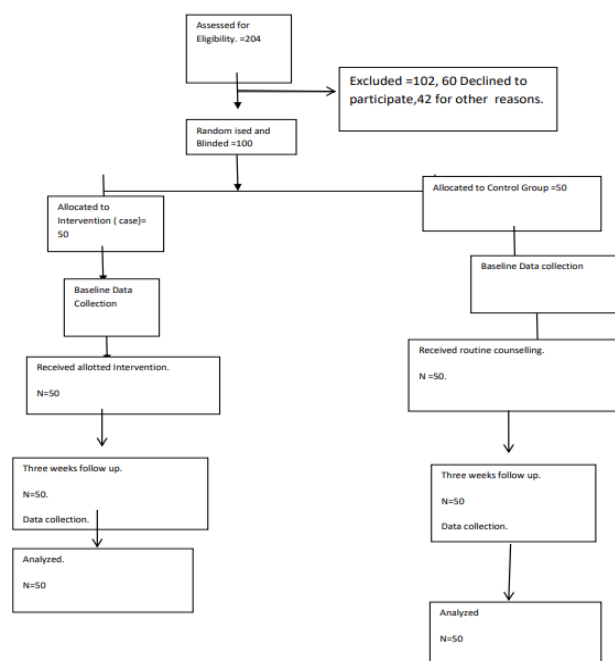 Assessed for
Eligibility. =204
Excluded =102, 60 Declined to
participate,42 for other reasons.
Random ised and
Blinded =100
Allocated to
Intervention ( case)=
50
Allocated to Control Group =50
Baseline Data
Collection
Baseline Data collection
Received allotted Intervention.
N=50
Received routine counselling.
N =50.
Three weeks follow up.
N=50.
Data collection.
Three weeks follow up.
N=50
Data collection.
Analyzed.
N=50
Analyzed
N=50